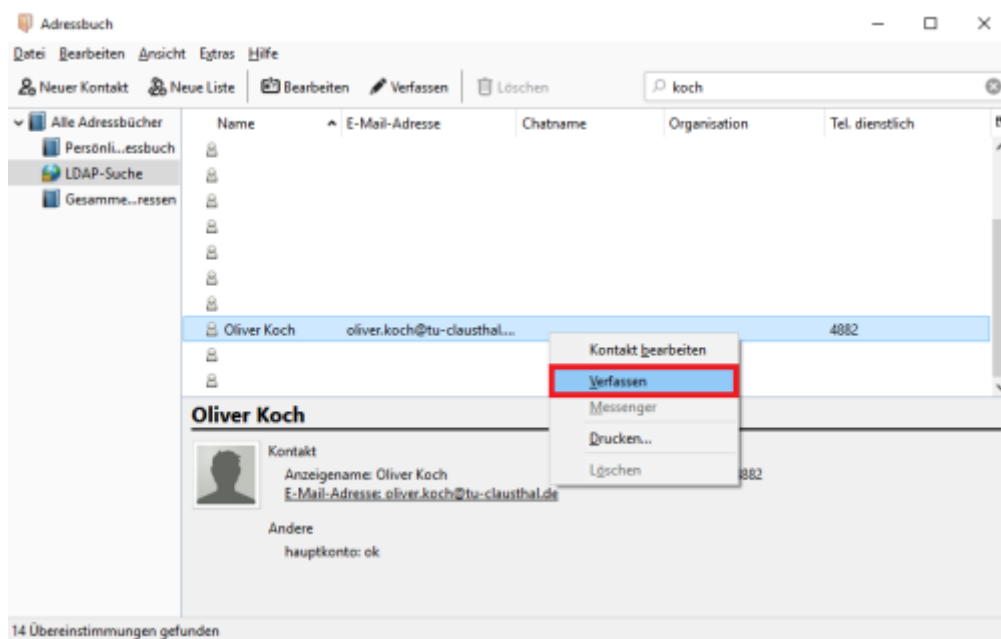 Adressbuch
Datei Bearbeiten Ansicht Extras Hilfe
Neuer Kontakt Neue Liste Bearbeiten Verfassen Löschen koch
Alle Adressbücher
Persönli...essbuch
LDAP-Suche
Gesamme...ressen
Name E-Mail-Adresse Chatname Organisation Tel. dienstlich
Oliver Koch oliver.koch@tu-clausthal.... 4882
Kontakt bearbeiten
Verfassen
Messenger
Drucken...
Löschen
Oliver Koch
Kontakt
Anzeigename: Oliver Koch 882
E-Mail-Adresse: oliver.koch@tu-clausthal.de
Andere
hauptkonto: ok
14 Übereinstimmungen gefunden